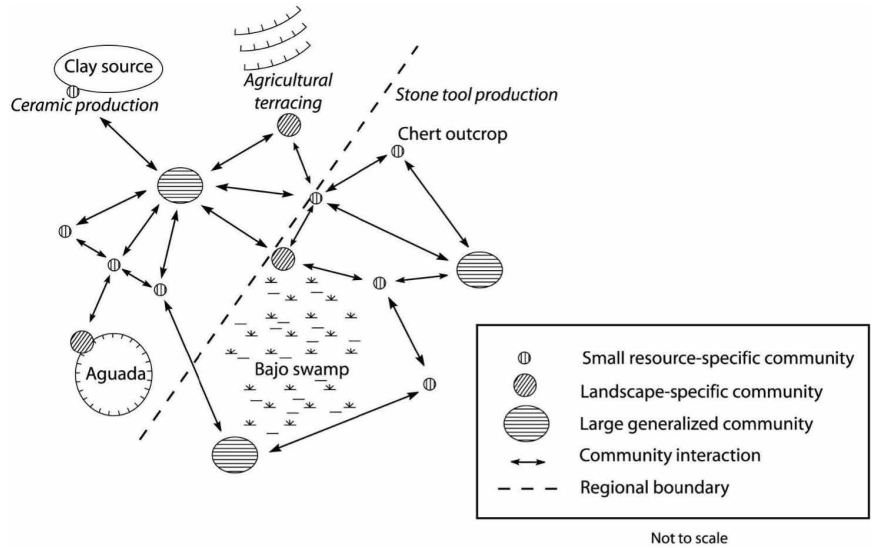 Clay source
Ceramic production
Agricultural
terracing
Stone tool production
Chert outcrop
Aguada
Bajo swamp
Small resource-specific community
Landscape-specific community
Large generalized community
Community interaction
Regional boundary
Not to scale